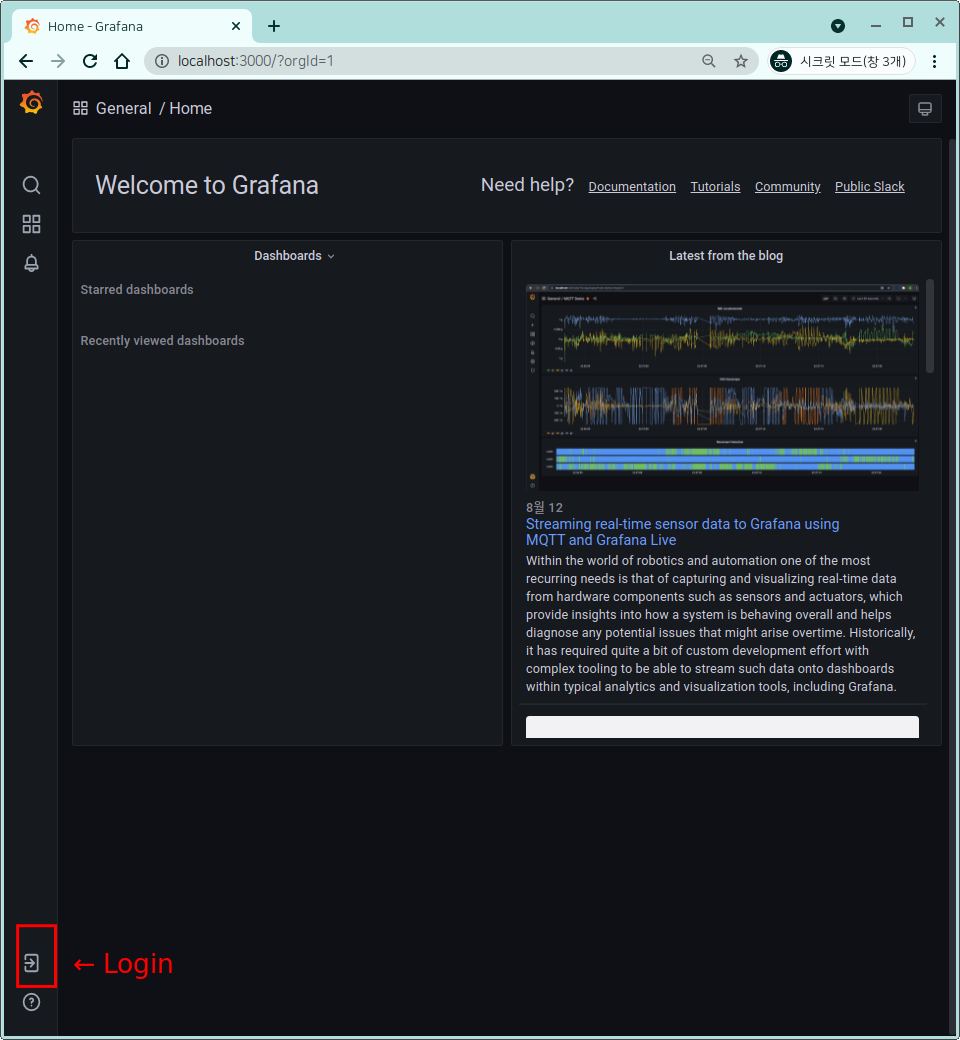 Home - Grafana
localhost:3000/?orgId=1
시크릿 모드(창 3개)
General / Home
Welcome to Grafana
Need help? Documentation Tutorials Community Public Slack
Dashboards
Starred dashboards
Recently viewed dashboards
Latest from the blog
8월 12
Streaming real-time sensor data to Grafana using
MQTT and Grafana Live
Within the world of robotics and automation one of the most
recurring needs is that of capturing and visualizing real-time data
from hardware components such as sensors and actuators, which
provide insights into how a system is behaving overall and helps
diagnose any potential issues that might arise overtime. Historically,
it has required quite a bit of custom development effort with
complex tooling to be able to stream such data onto dashboards
within typical analytics and visualization tools, including Grafana.
← Login